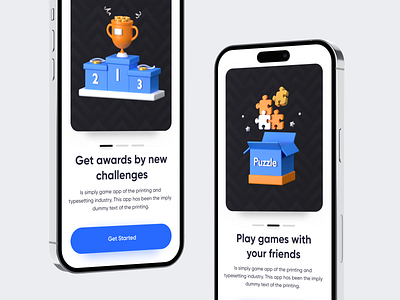 2 1 3
Get awards by new
challenges
Is simply game app of the printing and
typesetting industry. This app has been the imply
dummy text of the printing.
Get Started
Puzzle
Play games with
your friends
Is simply game app of the printing and
typesetting industry. This app has been the imply
dummy text of the printing.